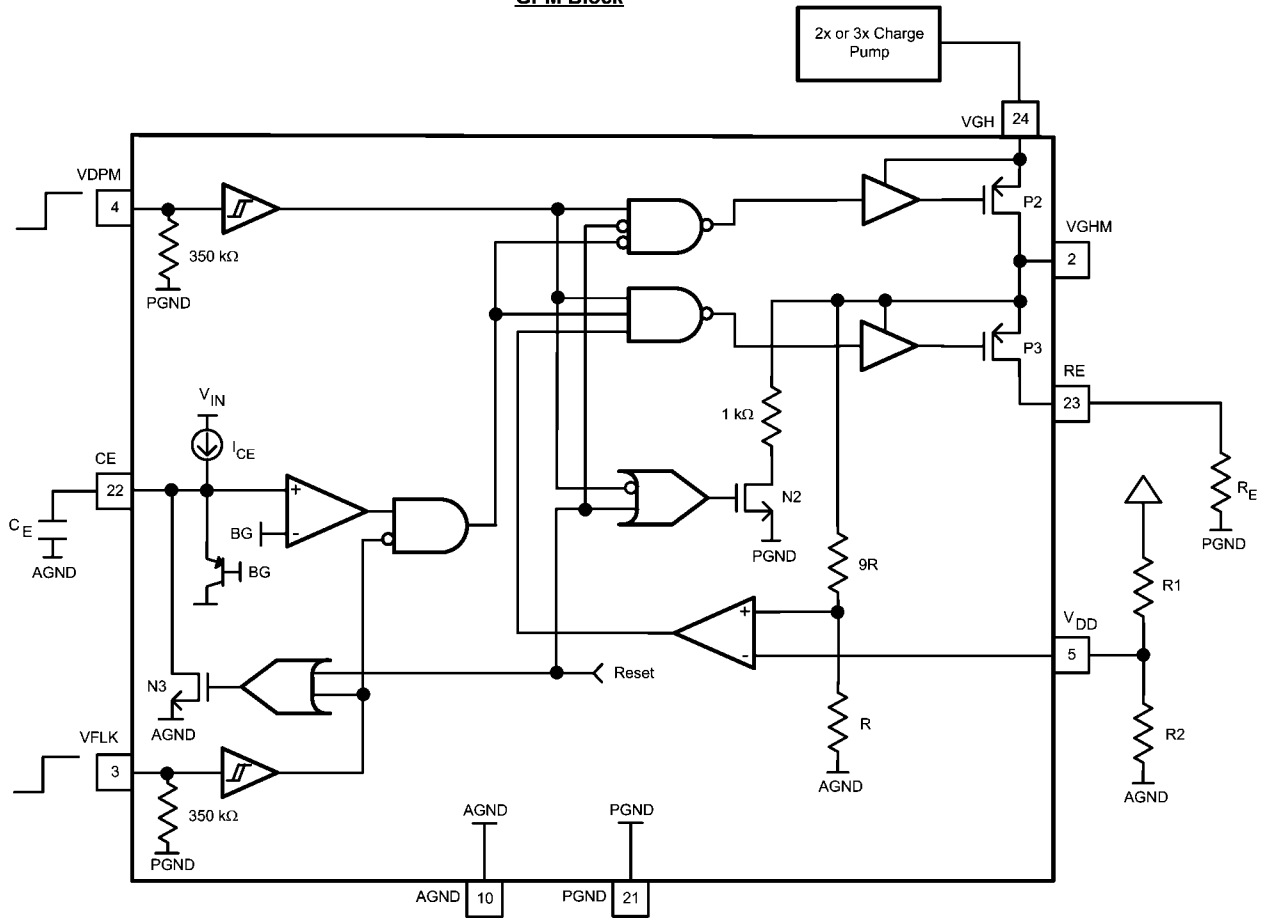 GPM Block
2x or 3x Charge
Pump
VGH
24
VDPM
4
350 kΩ
PGND
P2
VGHM
2
P3
RE
23
1 kΩ
V IN
I CE
CE
22
C E
AGND
BG
BG
N2
PGND
R E
PGND
9R
R1
V DD
5
Reset
N3
AGND
R
AGND
R2
AGND
VFLK
3
350 kΩ
PGND
AGND
PGND
AGND
10
PGND
21